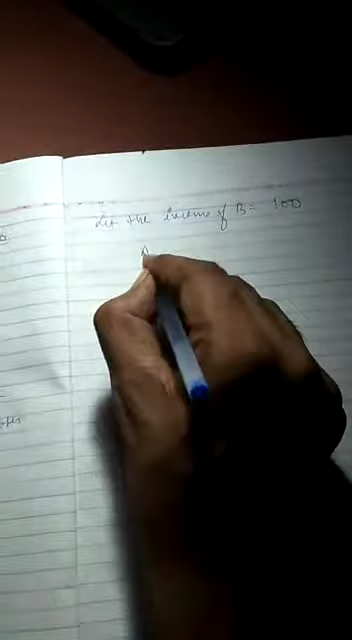 Let the income of B = 100
A